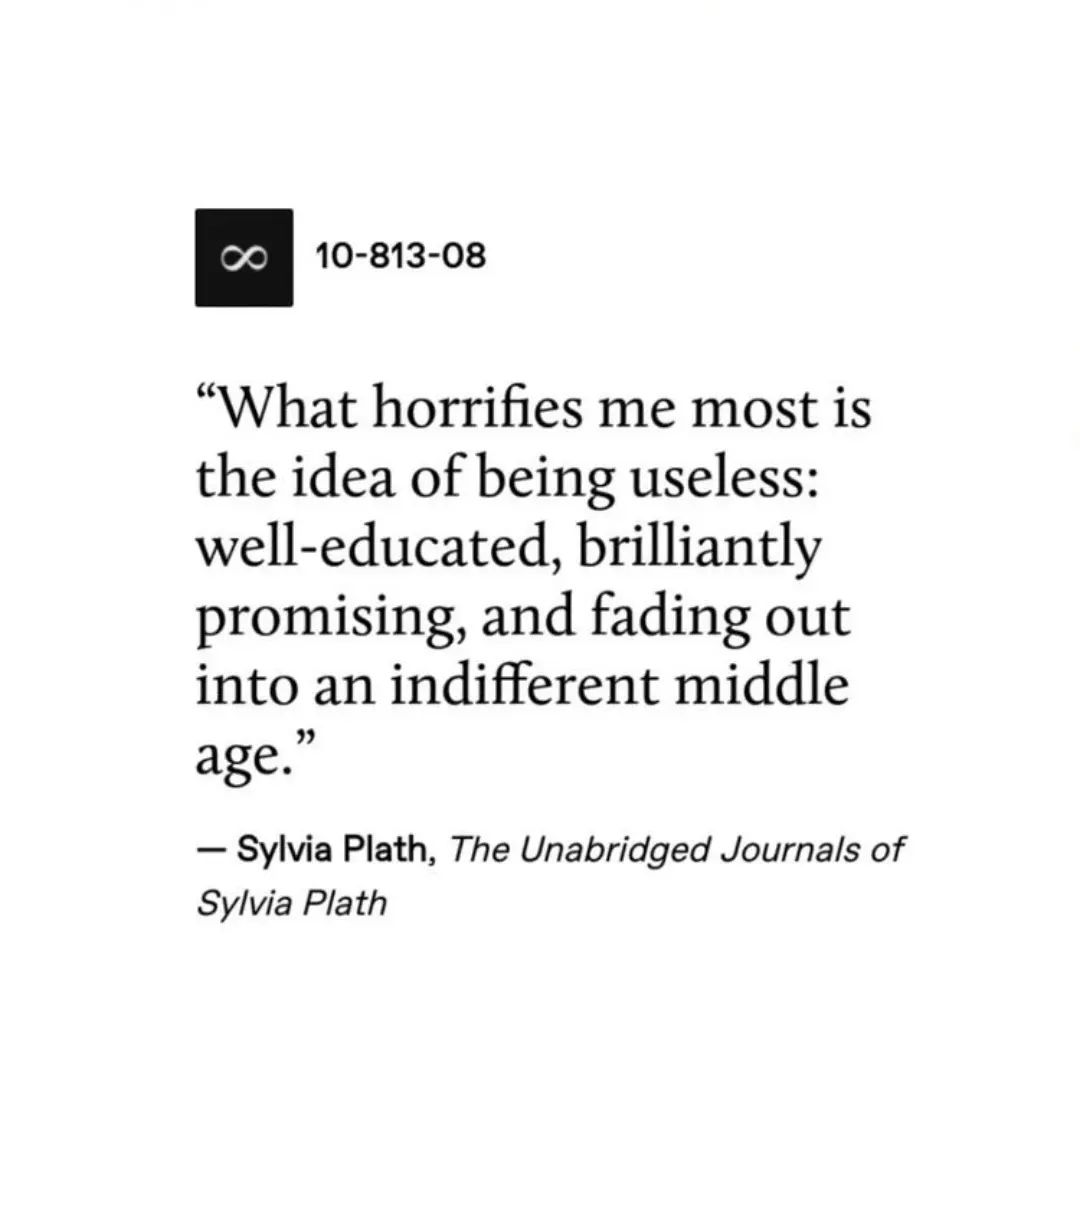 ∞ 10-813-08
“What horrifies me most is
the idea of being useless:
well-educated, brilliantly
promising, and fading out
into an indifferent middle
age.”
— Sylvia Plath, The Unabridged Journals of
Sylvia Plath